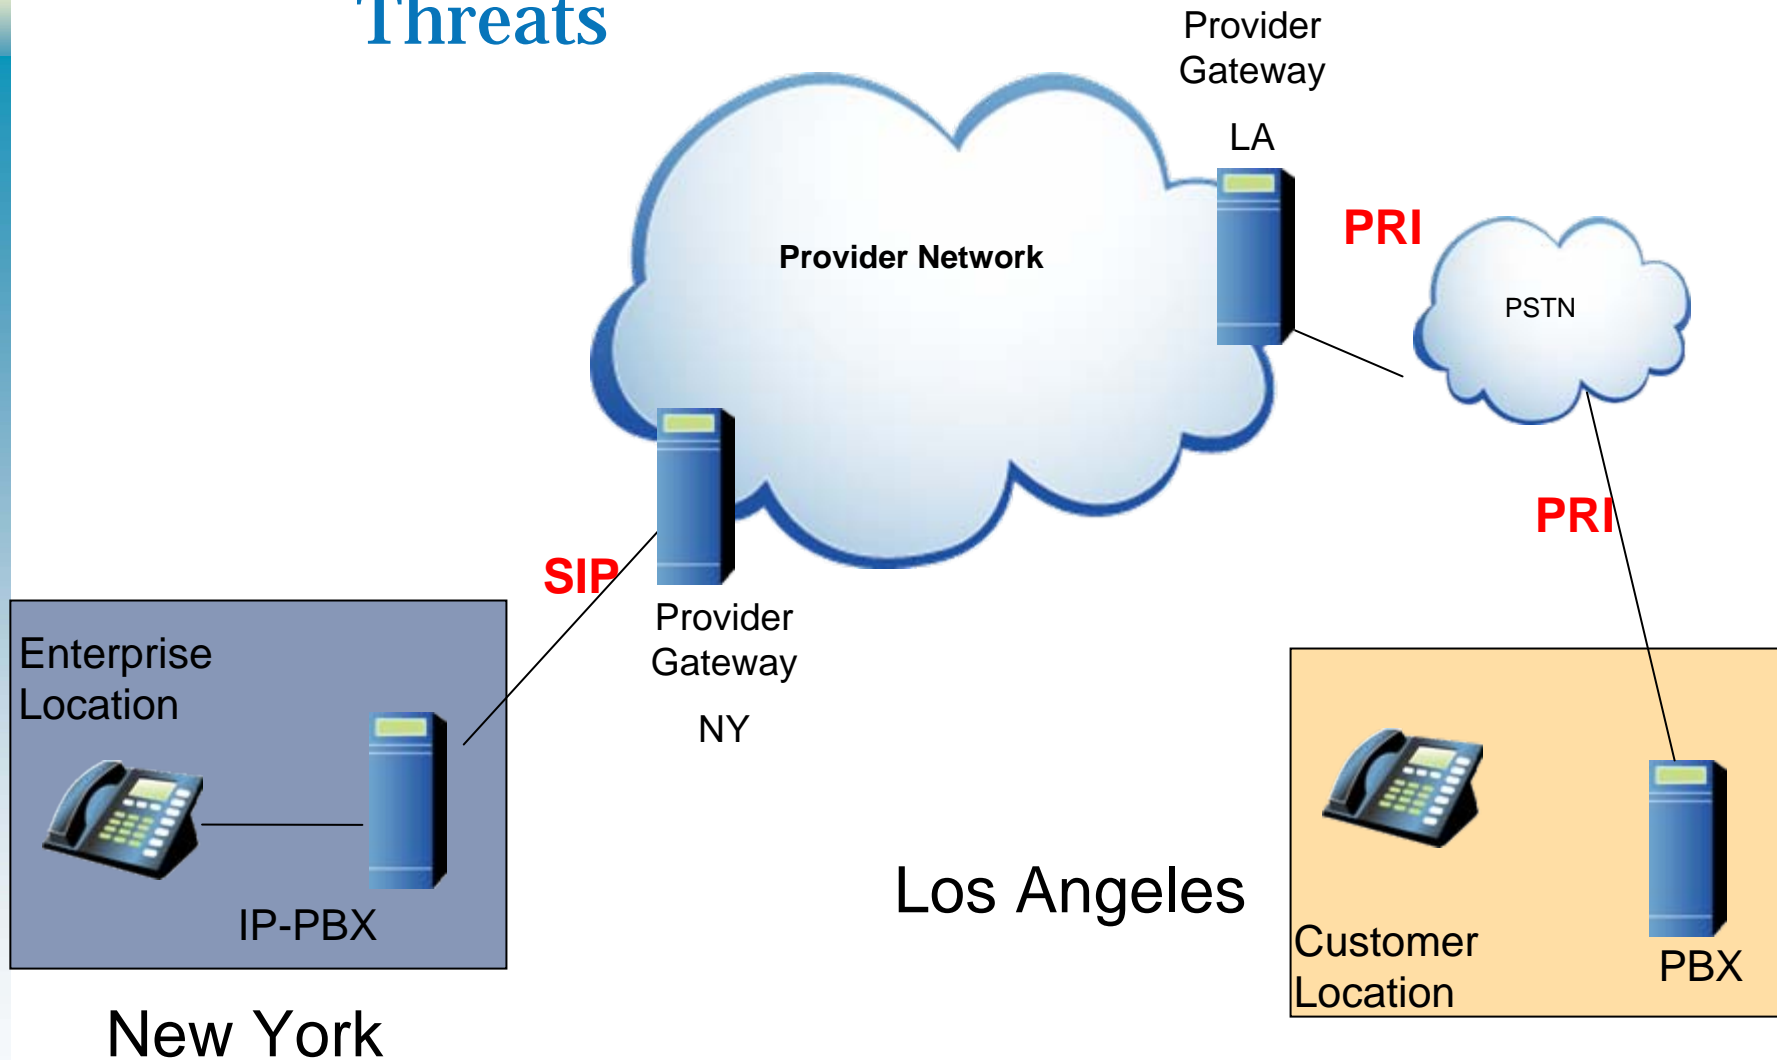 Threats
Provider
Gateway
LA
PRI
Provider Network
PSTN
PRI
SIP
Provider
Gateway
NY
Enterprise
Location
IP-PBX
New York
Los Angeles
Customer
Location
PBX